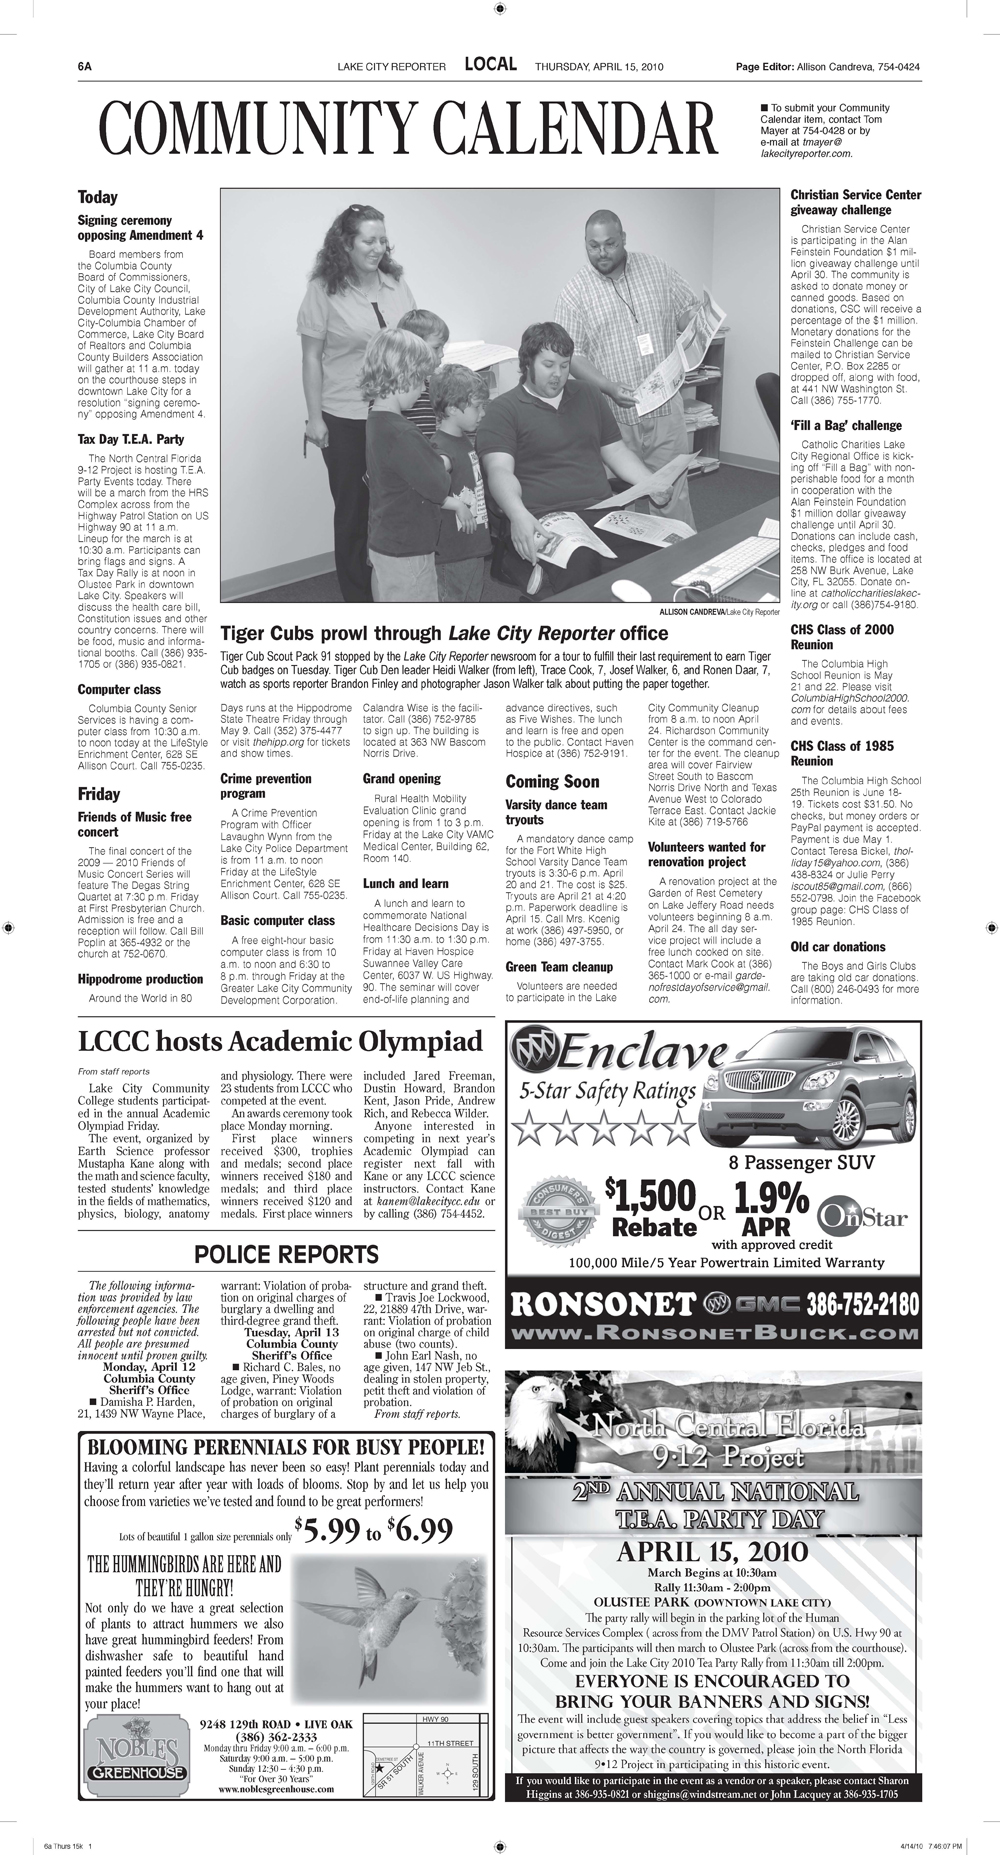 6A
LAKE CITY REPORTER LOCAL THURSDAY, APRIL 15, 2010
Page Editor: Allison Candreva, 754-0424
COMMUNITY CALENDAR
■ To submit your Community
Calendar item, contact Tom
Mayer at 754-0428 or by
e-mail at tmayer@
lakecityreporter.com.
Today
Signing ceremony
opposing Amendment 4
Board members from
the Columbia County
Board of Commissioners,
City of Lake City Council,
Columbia County Industrial
Development Authority, Lake
City-Columbia Chamber of
Commerce, Lake City Board
of Realtors and Columbia
County Builders Association
will gather at 11 a.m. today
on the courthouse steps in
downtown Lake City for a
resolution "signing ceremo-
ny" opposing Amendment 4.
Tax Day T.E.A. Party
The North Central Florida
9-12 Project is hosting T.E.A.
Party Events today. There
will be a march from the HRS
Complex across from the
Highway Patrol Station on US
Highway 90 at 11 a.m.
Lineup for the march is at
10:30 a.m. Participants can
bring flags and signs. A
Tax Day Rally is at noon in
Olustee Park in downtown
Lake City. Speakers will
discuss the health care bill,
Constitution issues and other
country concerns. There will
be food, music and informa-
tional booths. Call (386) 935-
1705 or (386) 935-0821.
Computer class
Columbia County Senior
Services is having a com-
puter class from 10:30 a.m.
to noon today at the LifeStyle
Enrichment Center, 628 SE
Allison Court. Call 755-0235.
Friday
Friends of Music free
concert
The final concert of the
2009 — 2010 Friends of
Music Concert Series will
feature The Degas String
Quartet at 7:30 p.m. Friday
at First Presbyterian Church.
Admission is free and a
reception will follow. Call Bill
Poplin at 365-4932 or the
church at 752-0670.
Hippodrome production
Around the World in 80
ALLISON CANDREVA/Lake City Reporter
Tiger Cubs prowl through Lake City Reporter office
Tiger Cub Scout Pack 91 stopped by the Lake City Reporter newsroom for a tour to fulfill their last requirement to earn Tiger
Cub badges on Tuesday. Tiger Cub Den leader Heidi Walker (from left), Trace Cook, 7, Josef Walker, 6, and Ronen Daar, 7,
watch as sports reporter Brandon Finley and photographer Jason Walker talk about putting the paper together.
Days runs at the Hippodrome
State Theatre Friday through
May 9. Call (352) 375-4477
or visit thehipp.org for tickets
and show times.
Crime prevention
program
A Crime Prevention
Program with Officer
Lavaughn Wynn from the
Lake City Police Department
is from 11 a.m. to noon
Friday at the LifeStyle
Enrichment Center, 628 SE
Allison Court. Call 755-0235.
Basic computer class
A free eight-hour basic
computer class is from 10
a.m. to noon and 6:30 to
8 p.m. through Friday at the
Greater Lake City Community
Development Corporation.
Calandra Wise is the facili-
tator. Call (386) 752-9785
to sign up. The building is
located at 363 NW Bascom
Norris Drive.
Grand opening
Rural Health Mobility
Evaluation Clinic grand
opening is from 1 to 3 p.m.
Friday at the Lake City VAMC
Medical Center, Building 62,
Room 140.
Lunch and learn
A lunch and learn to
commemorate National
Healthcare Decisions Day is
from 11:30 a.m. to 1:30 p.m.
Friday at Haven Hospice
Suwannee Valley Care
Center, 6037 W. US Highway.
90. The seminar will cover
end-of-life planning and
advance directives, such
as Five Wishes. The lunch
and learn is free and open
to the public. Contact Haven
Hospice at (386) 752-9191.
Coming Soon
Varsity dance team
tryouts
A mandatory dance camp
for the Fort White High
School Varsity Dance Team
tryouts is 3:30-6 p.m. April
20 and 21. The cost is $25.
Tryouts are April 21 at 4:20
p.m. Paperwork deadline is
April 15. Call Mrs. Koenig
at work (386) 497-5950, or
home (386) 497-3755.
Green Team cleanup
Volunteers are needed
to participate in the Lake
City Community Cleanup
from 8 a.m. to noon April
24. Richardson Community
Center is the command cen-
ter for the event. The cleanup
area will cover Fairview
Street South to Bascom
Norris Drive North and Texas
Avenue West to Colorado
Terrace East. Contact Jackie
Kite at (386) 719-5766
Volunteers wanted for
renovation project
A renovation project at the
Garden of Rest Cemetery
on Lake Jeffery Road needs
volunteers beginning 8 a.m.
April 24. The all day ser-
vice project will include a
free lunch cooked on site.
Contact Mark Cook at (386)
365-1000 or e-mail garde-
nofrestdayofservice@gmail.
com.
Christian Service Center
giveaway challenge
Christian Service Center
is participating in the Alan
Feinstein Foundation $1 mil-
lion giveaway challenge until
April 30. The community is
asked to donate money or
canned goods. Based on
donations, CSC will receive a
percentage of the $1 million.
Monetary donations for the
Feinstein Challenge can be
mailed to Christian Service
Center, P.O. Box 2285 or
dropped off, along with food,
at 441 NW Washington St.
Call (386) 755-1770.
'Fill a Bag' challenge
Catholic Charities Lake
City Regional Office is kick-
ing off "Fill a Bag" with non-
perishable food for a month
in cooperation with the
Alan Feinstein Foundation
$1 million dollar giveaway
challenge until April 30.
Donations can include cash,
checks, pledges and food
items. The office is located at
258 NW Burk Avenue, Lake
City, FL 32055. Donate on-
line at catholiccharitieslakec-
ity.org or call (386)754-9180.
CHS Class of 2000
Reunion
The Columbia High
School Reunion is May
21 and 22. Please visit
ColumbiaHighSchool2000.
com for details about fees
and events.
CHS Class of 1985
Reunion
The Columbia High School
25th Reunion is June 18-
19. Tickets cost $31.50. No
checks, but money orders or
PayPal payment is accepted.
Payment is due May 1.
Contact Teresa Bickel, thol-
liday15@yahoo.com, (386)
438-8324 or Julie Perry
iscout85@gmail.com, (866)
552-0798. Join the Facebook
group page: CHS Class of
1985 Reunion.
Old car donations
The Boys and Girls Clubs
are taking old car donations.
Call (800) 246-0493 for more
information.
LCCC hosts Academic Olympiad
From staff reports
Lake City Community
College students participat-
ed in the annual Academic
Olympiad Friday.
The event, organized by
Earth Science professor
Mustapha Kane along with
the math and science faculty,
tested students' knowledge
in the fields of mathematics,
physics, biology, anatomy
and physiology. There were
23 students from LCCC who
competed at the event.
An awards ceremony took
place Monday morning.
First place winners
received $300, trophies
and medals; second place
winners received $180 and
medals; and third place
winners received $120 and
medals. First place winners
included Jared Freeman,
Dustin Howard, Brandon
Kent, Jason Pride, Andrew
Rich, and Rebecca Wilder.
Anyone interested in
competing in next year's
Academic Olympiad can
register next fall with
Kane or any LCCC science
instructors. Contact Kane
at kanem@lakecitycc.edu or
by calling (386) 754-4452.
POLICE REPORTS
The following informa-
tion was provided by law
enforcement agencies. The
following people have been
arrested but not convicted.
All people are presumed
innocent until proven guilty.
Monday, April 12
Columbia County
Sheriff's Office
■ Damisha P. Harden,
21, 1439 NW Wayne Place,
warrant: Violation of proba-
tion on original charges of
burglary a dwelling and
third-degree grand theft.
Tuesday, April 13
Columbia County
Sheriff's Office
■ Richard C. Bales, no
age given, Piney Woods
Lodge, warrant: Violation
of probation on original
charges of burglary of a
structure and grand theft.
■ Travis Joe Lockwood,
22, 21889 47th Drive, war-
rant: Violation of probation
on original charge of child
abuse (two counts).
■ John Earl Nash, no
age given, 147 NW Jeb St.,
dealing in stolen property,
petit theft and violation of
probation.
From staff reports.
Enclave
5-Star Safety Ratings
8 Passenger SUV
CONSUMERS
BEST BUY
DIGEST
$1,500
Rebate
OR
1.9%
APR
OnStar
with approved credit
100,000 Mile/5 Year Powertrain Limited Warranty
RONSONET GMC 386-752-2180
WWW.RONSONETBUICK.COM
BLOOMING PERENNIALS FOR BUSY PEOPLE!
Having a colorful landscape has never been so easy! Plant perennials today and
they'll return year after year with loads of blooms. Stop by and let us help you
choose from varieties we've tested and found to be great performers!
Lots of beautiful 1 gallon size perennials only $5.99 to $6.99
THE HUMMINGBIRDS ARE HERE AND
THEY'RE HUNGRY!
Not only do we have a great selection
of plants to attract hummers we also
have great hummingbird feeders! From
dishwasher safe to beautiful hand
painted feeders you'll find one that will
make the hummers want to hang out at
your place!
NOBLES
GREENHOUSE
9248 129th ROAD • LIVE OAK
(386) 362-2333
Monday thru Friday 9:00 a.m. – 6:00 p.m.
Saturday 9:00 a.m. – 5:00 p.m.
Sunday 12:30 – 4:30 p.m.
"For Over 30 Years"
www.noblesgreenhouse.com
HWY 90
11TH STREET
SR 51 SOUTH
WALKER AVENUE
129 SOUTH
North Central Florida
9•12 Project
2ND ANNUAL NATIONAL
T.E.A. PARTY DAY
APRIL 15, 2010
March Begins at 10:30am
Rally 11:30am - 2:00pm
OLUSTEE PARK (DOWNTOWN LAKE CITY)
The party rally will begin in the parking lot of the Human
Resource Services Complex ( across from the DMV Patrol Station) on U.S. Hwy 90 at
10:30am. The participants will then march to Olustee Park (across from the courthouse).
Come and join the Lake City 2010 Tea Party Rally from 11:30am till 2:00pm.
EVERYONE IS ENCOURAGED TO
BRING YOUR BANNERS AND SIGNS!
The event will include guest speakers covering topics that address the belief in "Less
government is better government". If you would like to become a part of the bigger
picture that affects the way the country is governed, please join the North Florida
9•12 Project in participating in this historic event.
If you would like to participate in the event as a vendor or a speaker, please contact Sharon
Higgins at 386-935-0821 or shiggins@windstream.net or John Lacquey at 386-935-1705
6a Thurs 15k 1
4/14/10 7:46:07 PM